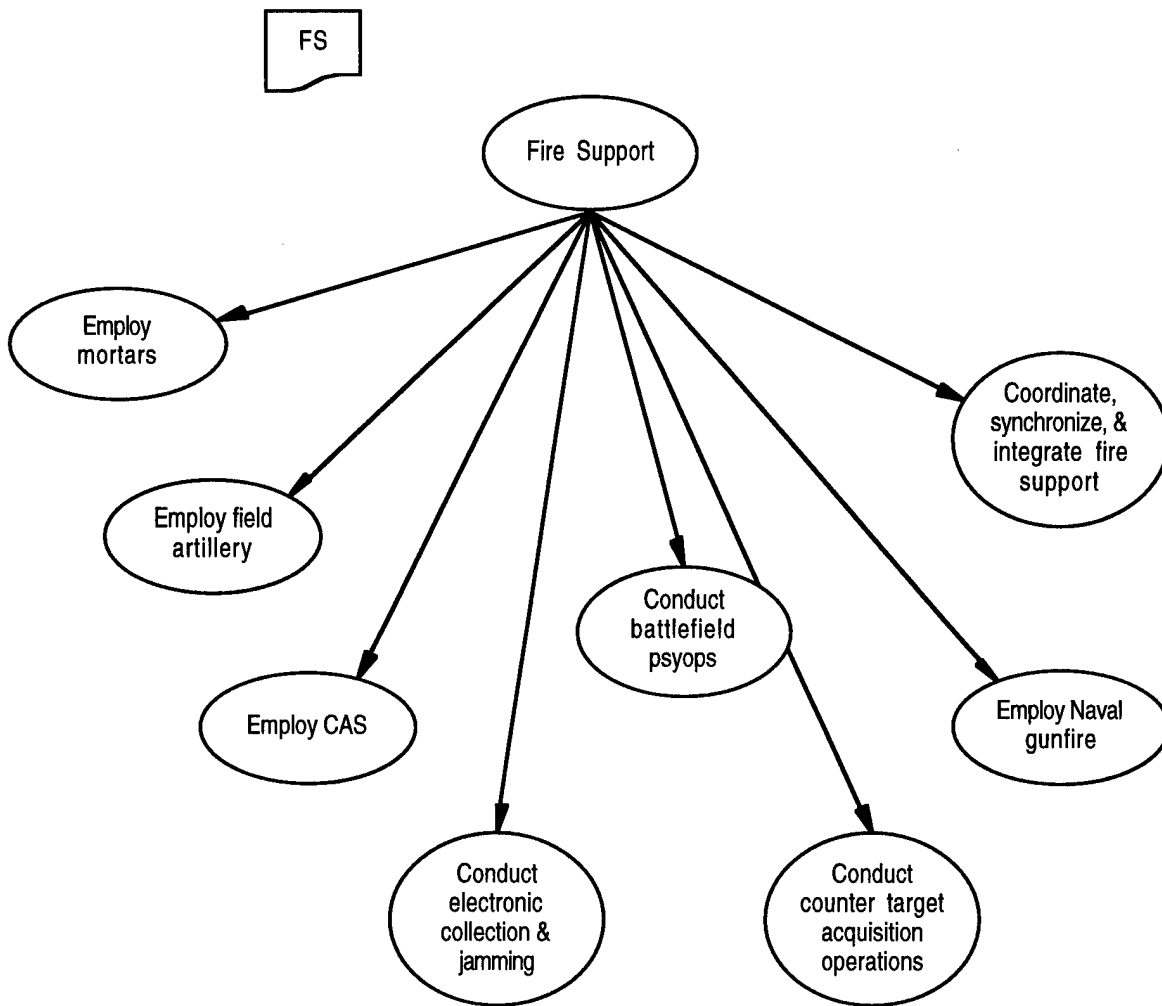 FS
Fire Support
Employ
mortars
Coordinate,
synchronize, &
integrate fire
support
Employ field
artillery
Conduct
battlefield
psyops
Employ CAS
Employ Naval
gunfire
Conduct
electronic
collection &
jamming
Conduct
counter target
acquisition
operations